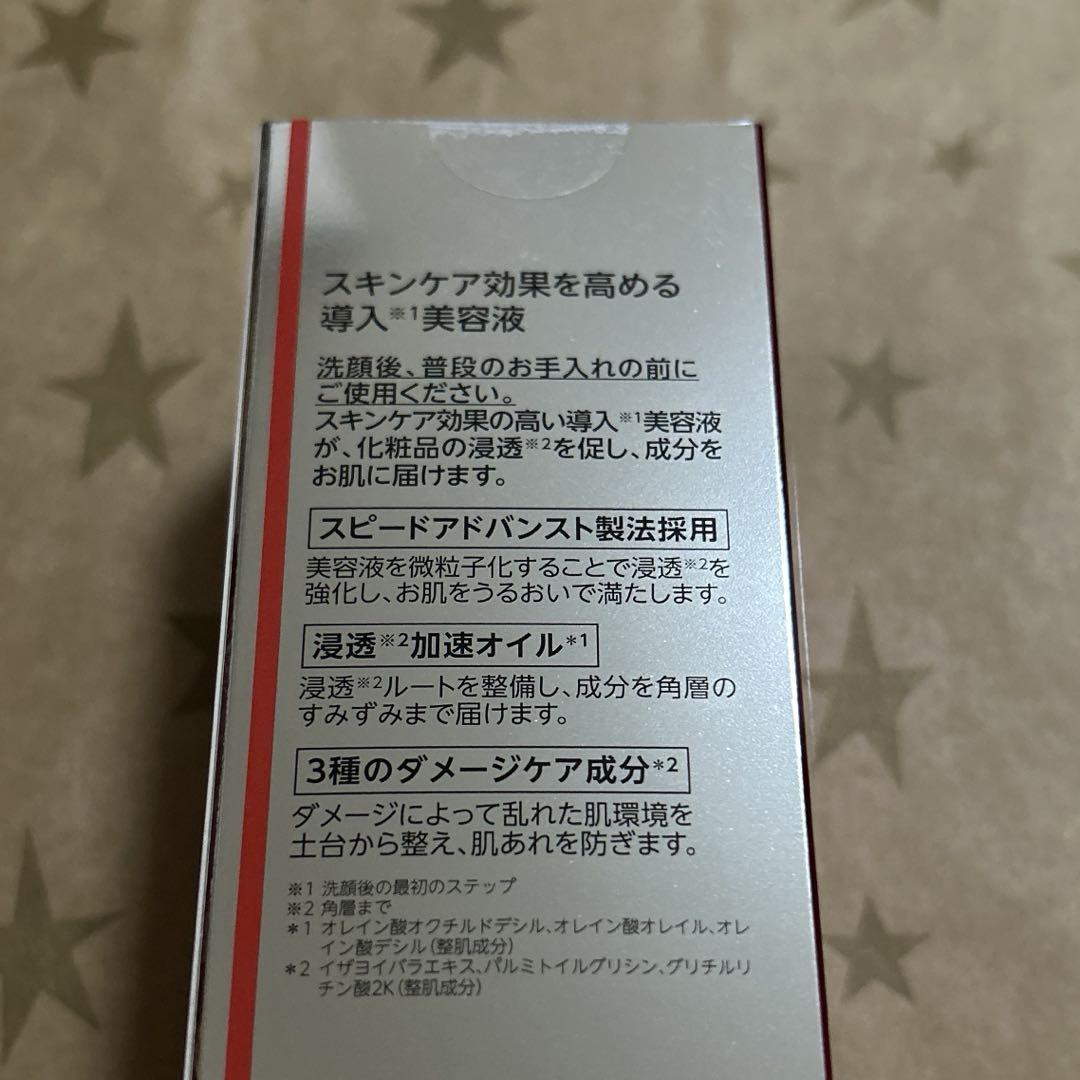 スキンケア効果を高める
導入※1美容液
洗顔後、普段のお手入れの前に
ご使用ください。
スキンケア効果の高い導入※1美容液
が、化粧品の浸透※2を促し、成分を
お肌に届けます。
スピードアドバンスト製法採用
美容液を微粒子化することで浸透※2を
強化し、お肌をうるおいで満たします。
浸透※2加速オイル*1
浸透※2ルートを整備し、成分を角層の
すみずみまで届けます。
3種のダメージケア成分*2
ダメージによって乱れた肌環境を
土台から整え、肌あれを防ぎます。
※1 洗顔後の最初のステップ
※2 角層まで
*1 オレイン酸オクチルドデシル、オレイン酸オレイル、オレ
イン酸デシル(整肌成分)
*2 イザヨイバラエキス、パルミトイルグリシン、グリチルリ
チン酸2K(整肌成分)